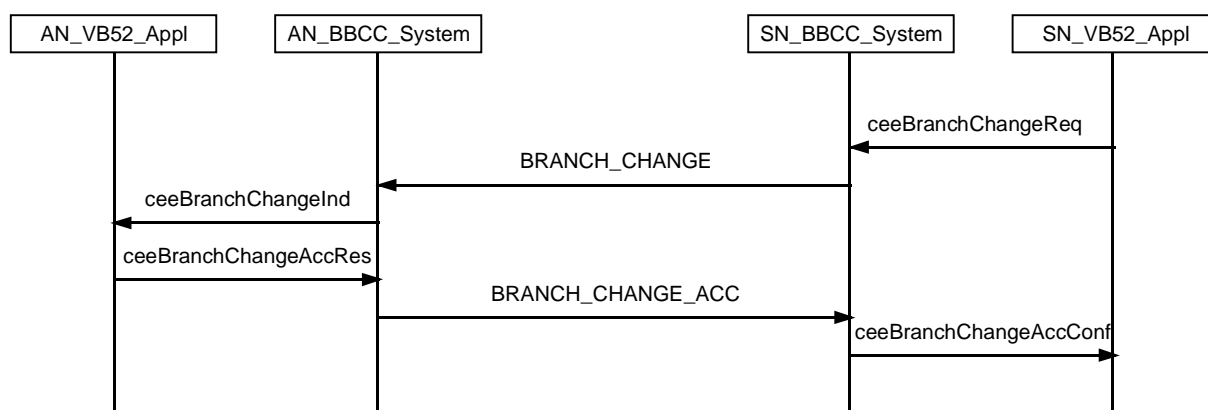 AN_VB52_Appl
AN_BBCC_System
SN_BBCC_System
SN_VB52_Appl
ceeBranchChangeReq
BRANCH_CHANGE
ceeBranchChangeInd
ceeBranchChangeAccRes
BRANCH_CHANGE_ACC
ceeBranchChangeAccConf